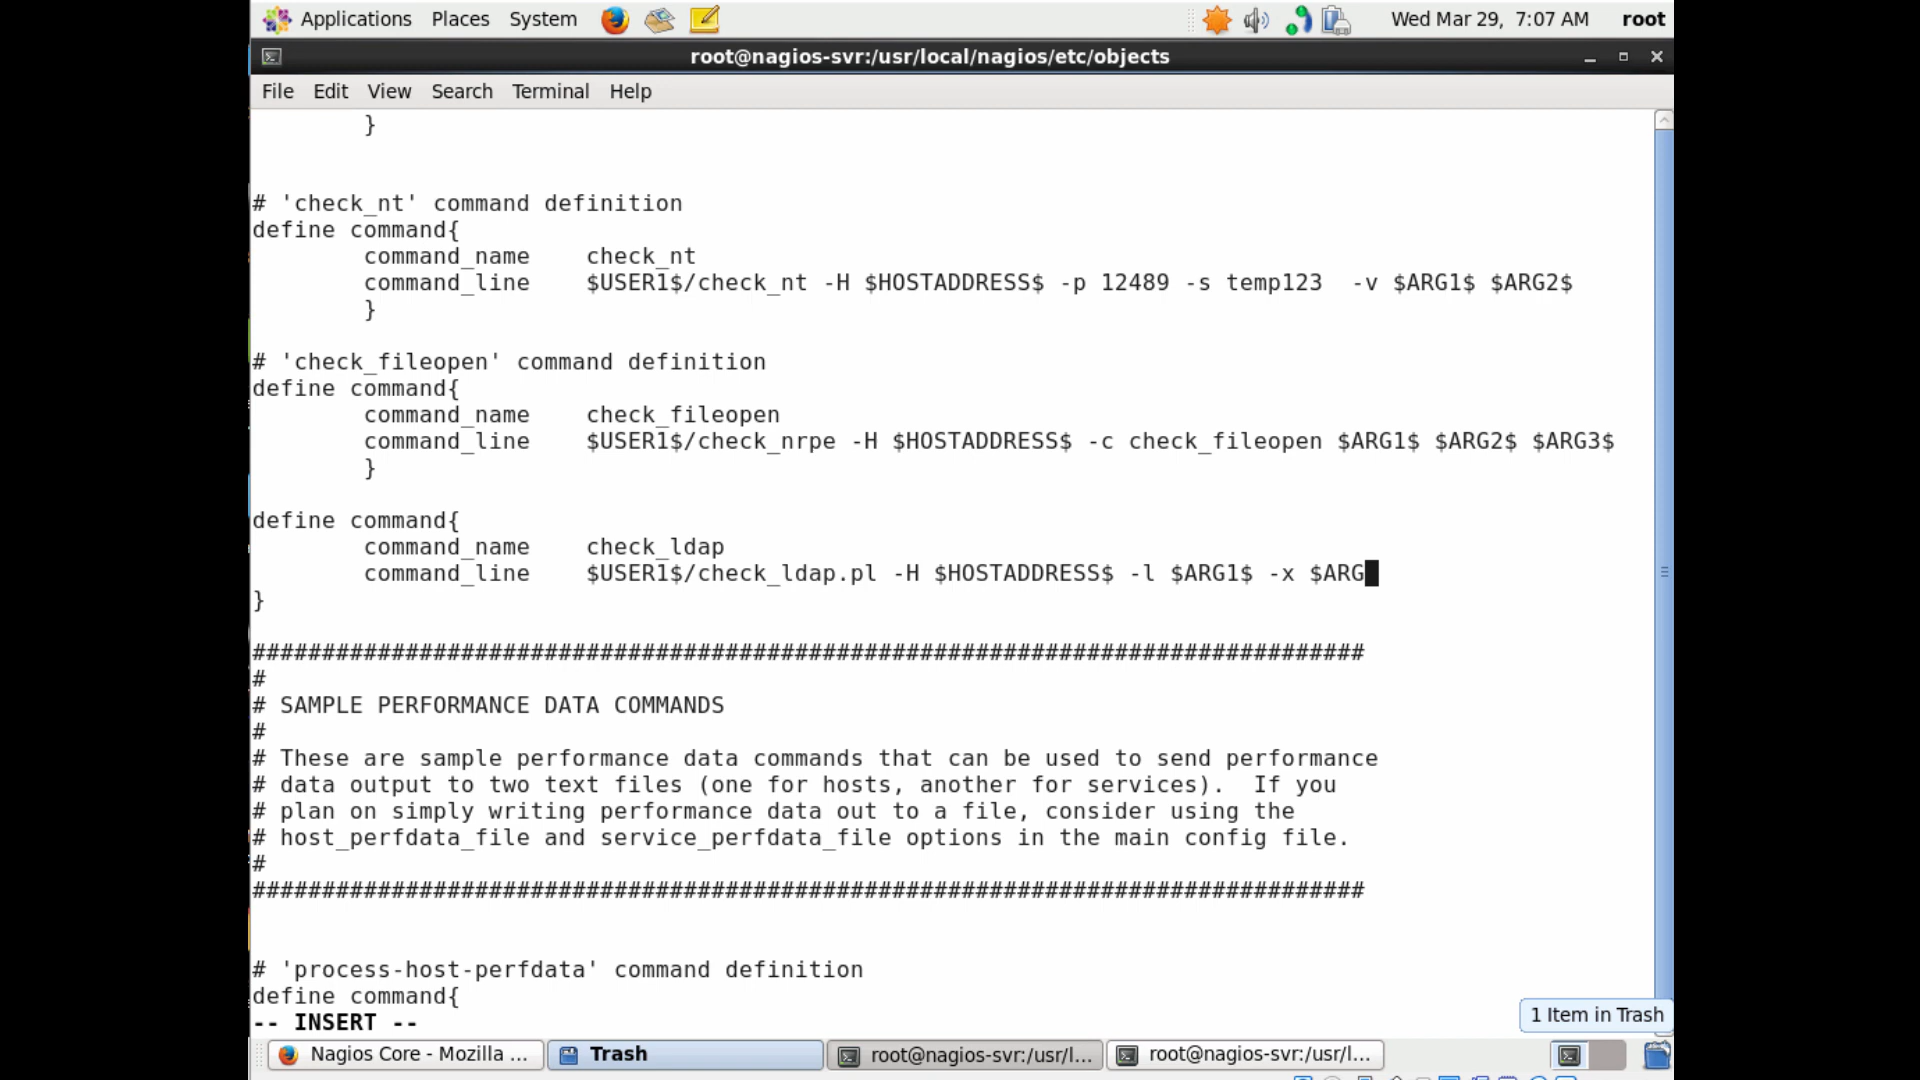 Applications Places System Wed Mar 29, 7:07 AM root
root@nagios-svr:/usr/local/nagios/etc/objects
File Edit View Search Terminal Help
}
# 'check_nt' command definition
define command{
command_name check_nt
command_line $USER1$/check_nt -H $HOSTADDRESS$ -p 12489 -s temp123 -v $ARG1$ $ARG2$
}
# 'check_fileopen' command definition
define command{
command_name check_fileopen
command_line $USER1$/check_nrpe -H $HOSTADDRESS$ -c check_fileopen $ARG1$ $ARG2$ $ARG3$
}
define command{
command_name check_ldap
command_line $USER1$/check_ldap.pl -H $HOSTADDRESS$ -l $ARG1$ -x $ARG
}
################################################################################
#
# SAMPLE PERFORMANCE DATA COMMANDS
#
# These are sample performance data commands that can be used to send performance
# data output to two text files (one for hosts, another for services).  If you
# plan on simply writing performance data out to a file, consider using the
# host_perfdata_file and service_perfdata_file options in the main config file.
#
################################################################################
# 'process-host-perfdata' command definition
define command{
-- INSERT --
1 Item in Trash
Nagios Core - Mozilla ... Trash root@nagios-svr:/usr/l... root@nagios-svr:/usr/l...